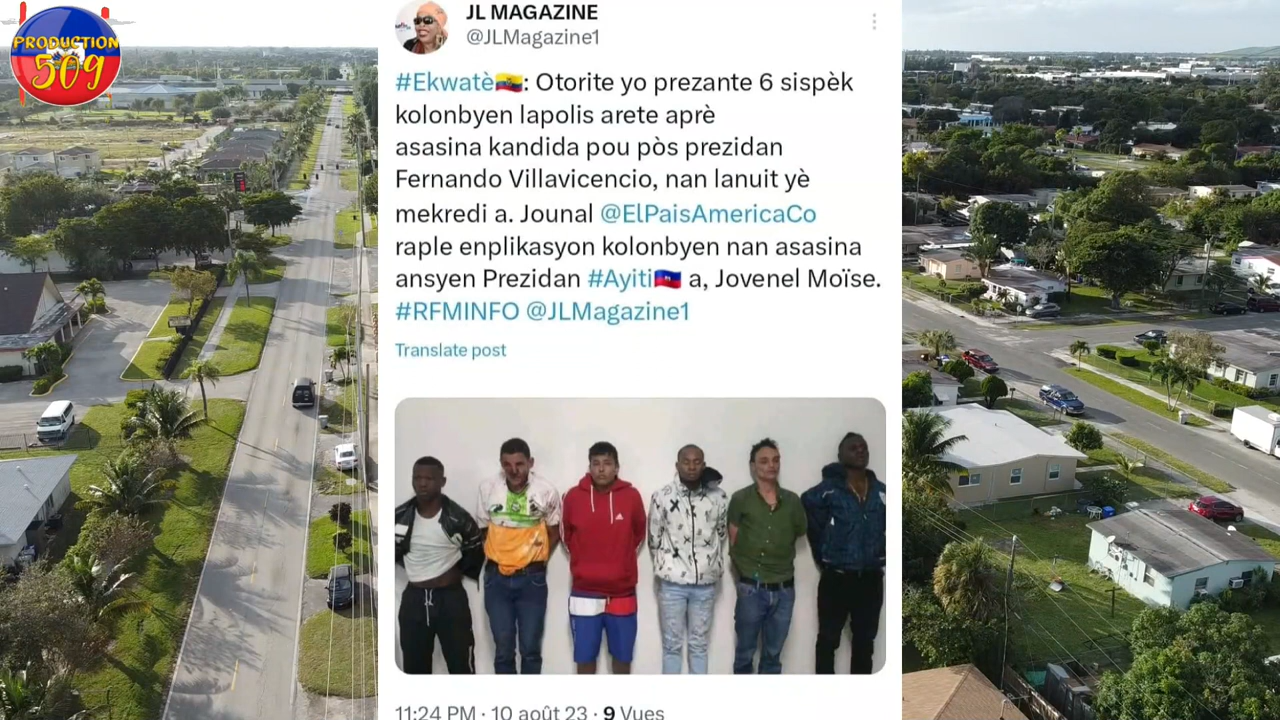 PRODUCTION
509
JL MAGAZINE
@JLMagazine1
#Ekwatè🇪🇨: Otorite yo prezante 6 sispèk
kolonbyen lapolis arete aprè
asasina kandida pou pòs prezidan
Fernando Villavicencio, nan lanuit yè
mekredi a. Jounal @ElPaisAmericaCo
raple enplikasyon kolonbyen nan asasina
ansyen Prezidan #Ayiti🇭🇹 a, Jovenel Moïse.
#RFMINFO @JLMagazine1
Translate post
11:24 PM · 10 août 23 · 9 Vues